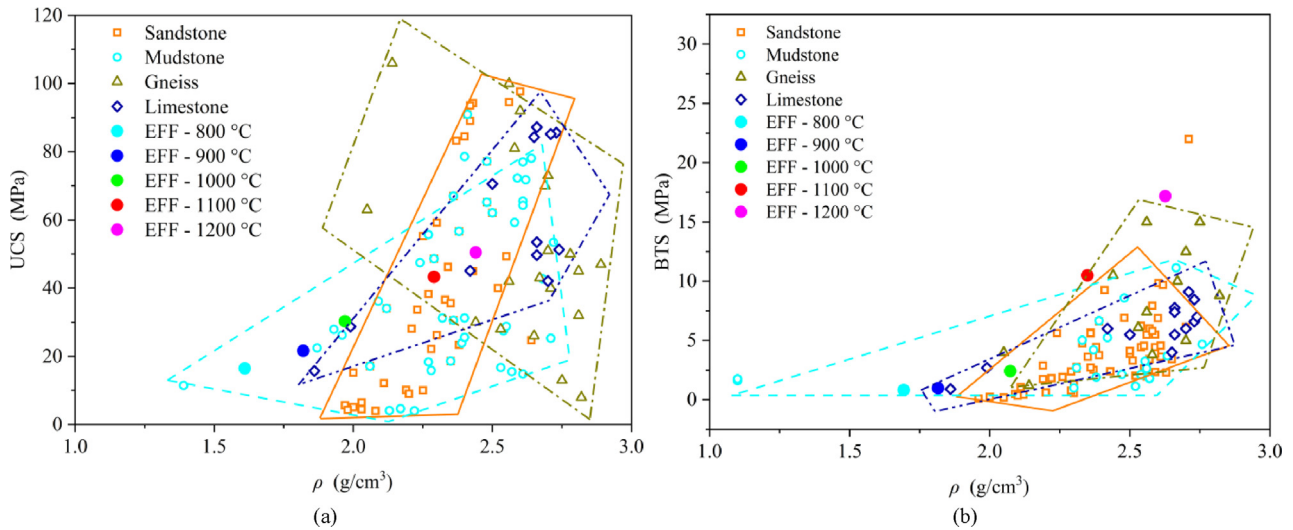 120
100
80
60
40
20
0
UCS (MPa)
Sandstone
Mudstone
Gneiss
Limestone
EFF - 800 °C
EFF - 900 °C
EFF - 1000 °C
EFF - 1100 °C
EFF - 1200 °C
1.0 1.5 2.0 2.5 3.0
ρ (g/cm³)
(a)
30
25
20
15
10
5
0
BTS (MPa)
Sandstone
Mudstone
Gneiss
Limestone
EFF - 800 °C
EFF - 900 °C
EFF - 1000 °C
EFF - 1100 °C
EFF - 1200 °C
1.0 1.5 2.0 2.5 3.0
ρ (g/cm³)
(b)